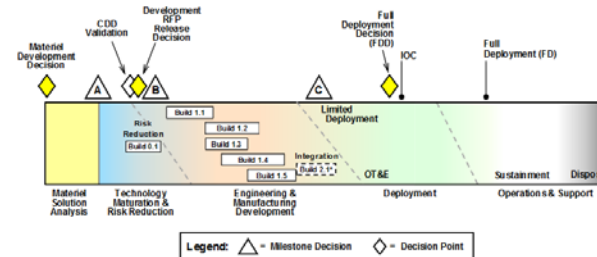 Materiel
Development
Decision
CDD
Validation
Development
RFP
Release
Decision
Full
Deployment
Decision
(FDD)
IOC
Full
Deployment (FD)
A
B
C
Risk
Reduction
Build 0.1
Build 1.1
Build 1.2
Build 1.3
Build 1.4
Build 1.5
Integration
Build 2.1*
Limited
Deployment
OT&E
Sustainment
Dispo
Materiel
Solution
Analysis
Technology
Maturation &
Risk Reduction
Engineering &
Manufacturing
Development
Deployment
Operations & Support
Legend: = Milestone Decision = Decision Point